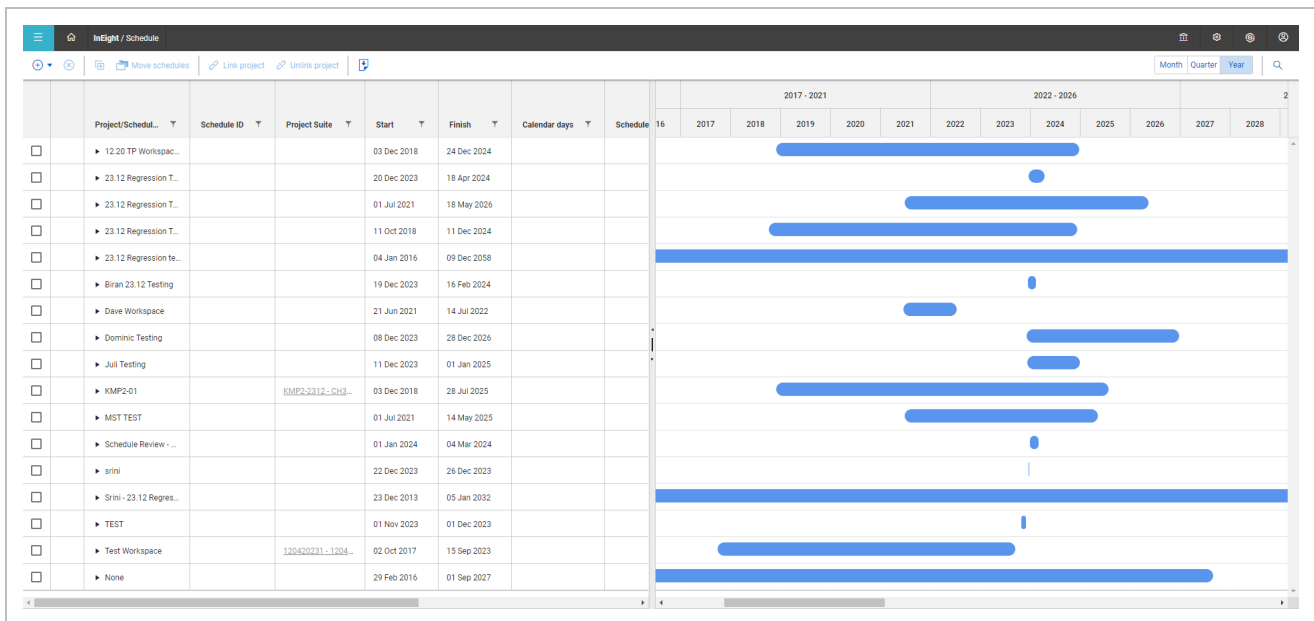 InEight / Schedule
Move schedules Link project Unlink project Month Quarter Year
2017 - 2021 2022 - 2026 2
Project/Schedul... Schedule ID Project Suite Start Finish Calendar days Schedule 16 2017 2018 2019 2020 2021 2022 2023 2024 2025 2026 2027 2028
12.20 TP Workspac... 03 Dec 2018 24 Dec 2024
23.12 Regression T... 20 Dec 2023 18 Apr 2024
23.12 Regression T... 01 Jul 2021 18 May 2026
23.12 Regression T... 11 Oct 2018 11 Dec 2024
23.12 Regression te... 04 Jan 2016 09 Dec 2058
Biran 23.12 Testing 19 Dec 2023 16 Feb 2024
Dave Workspace 21 Jun 2021 14 Jul 2022
Dominic Testing 08 Dec 2023 28 Dec 2026
Juli Testing 11 Dec 2023 01 Jan 2025
KMP2-01 KMP2-2312 - CH3... 03 Dec 2018 28 Jul 2025
MST TEST 01 Jul 2021 14 May 2025
Schedule Review - ... 01 Jan 2024 04 Mar 2024
srini 22 Dec 2023 26 Dec 2023
Srini - 23.12 Regres... 23 Dec 2013 05 Jan 2032
TEST 01 Nov 2023 01 Dec 2023
Test Workspace 120420231 - 1204... 02 Oct 2017 15 Sep 2023
None 29 Feb 2016 01 Sep 2027